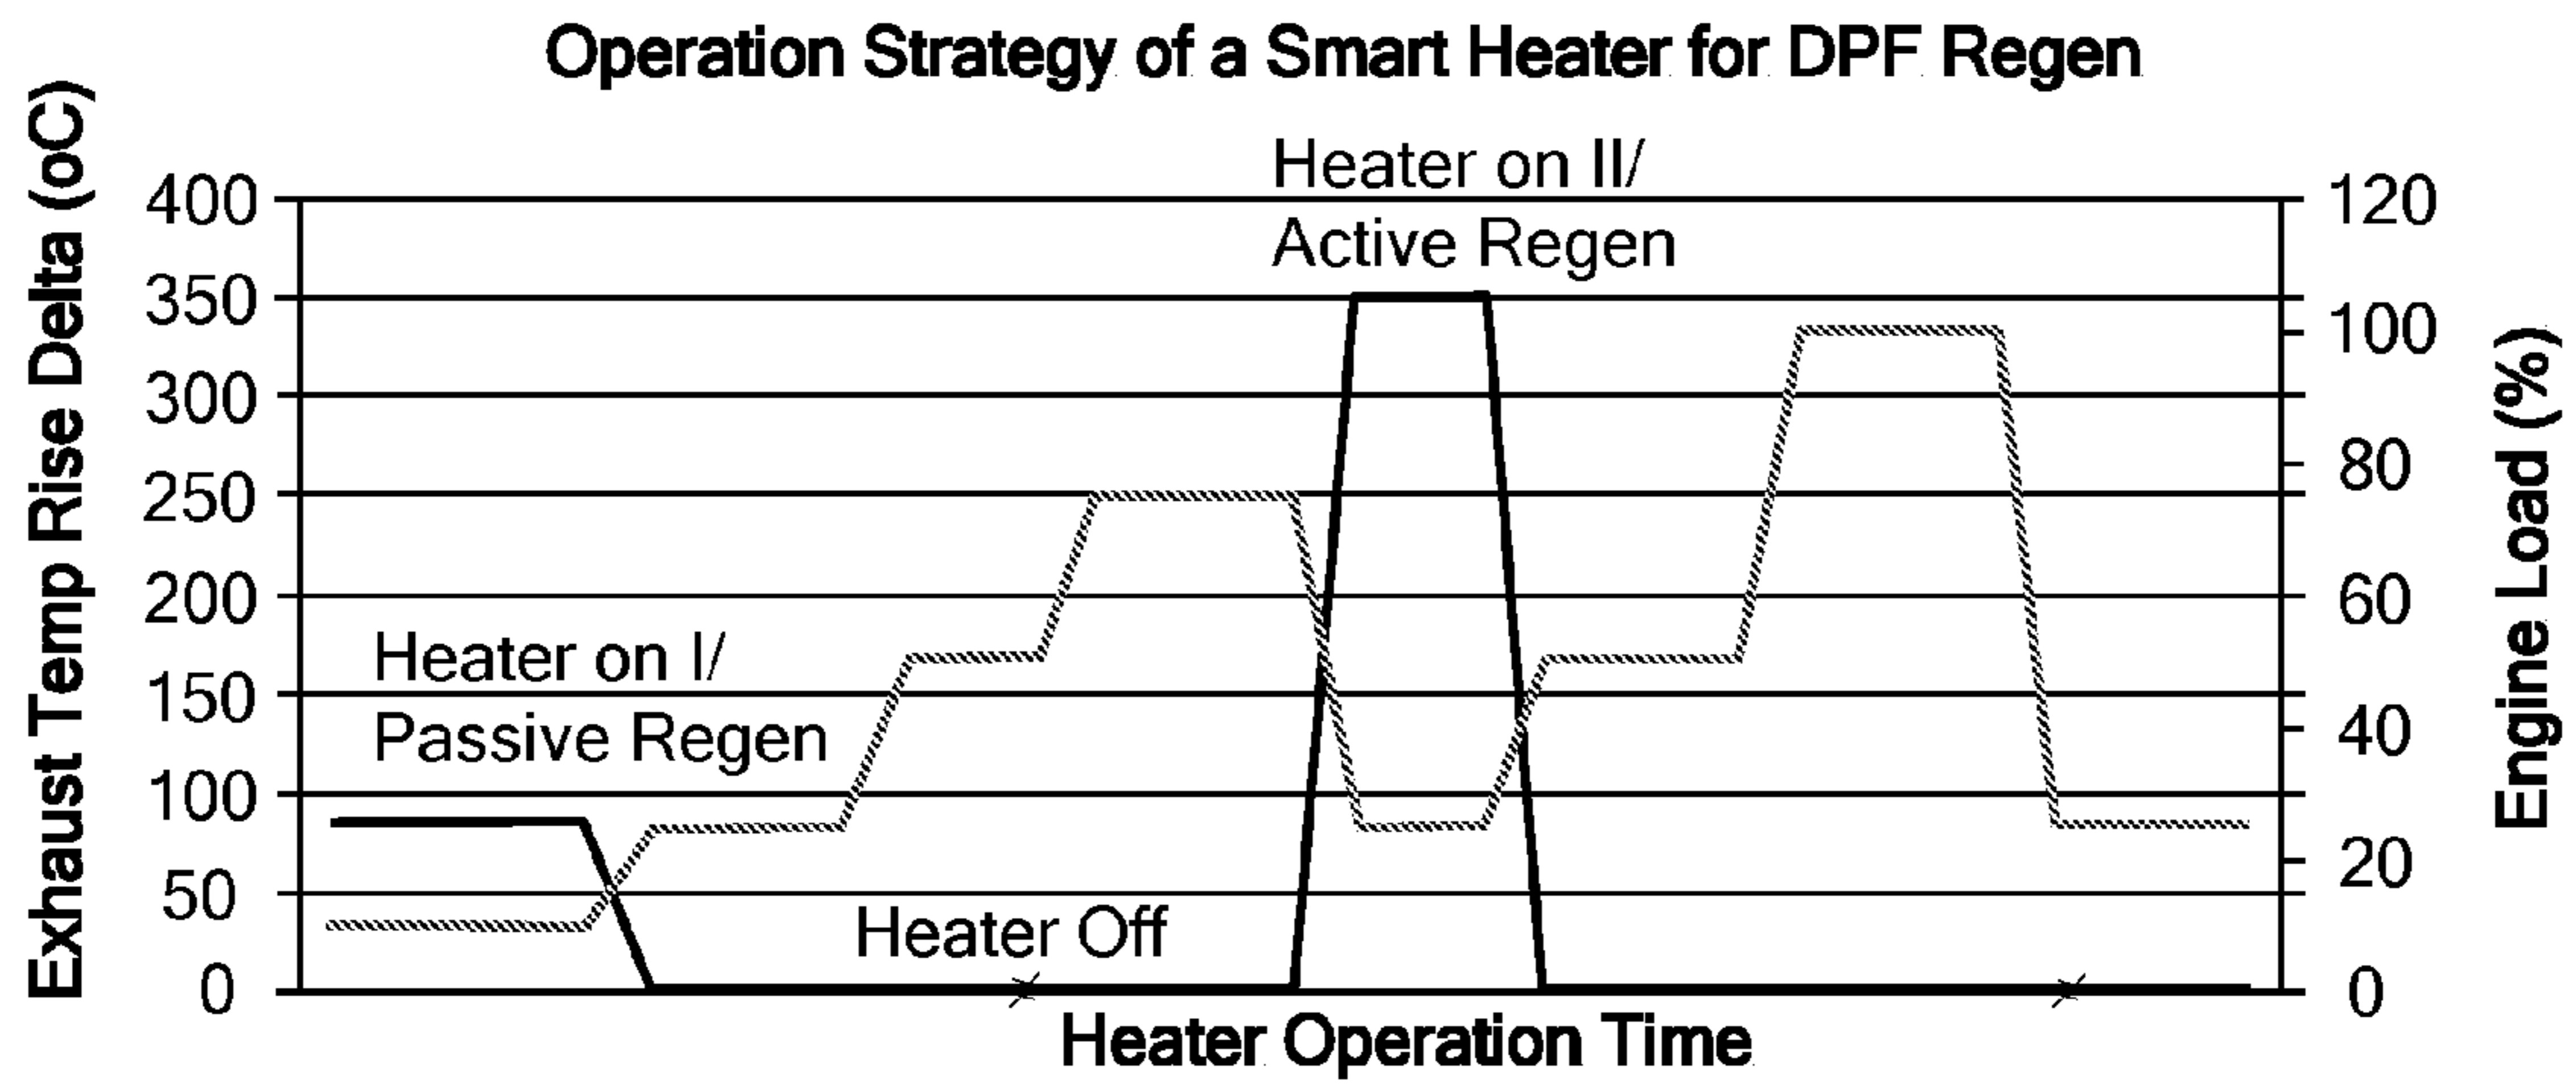 Operation Strategy of a Smart Heater for DPF Regen
Exhaust Temp Rise Delta (oC)
400
350
300
250
200
150
100
50
0
Heater on I/
Passive Regen
Heater Off
Heater on II/
Active Regen
120
100
80
60
40
20
0
Engine Load (%)
Heater Operation Time